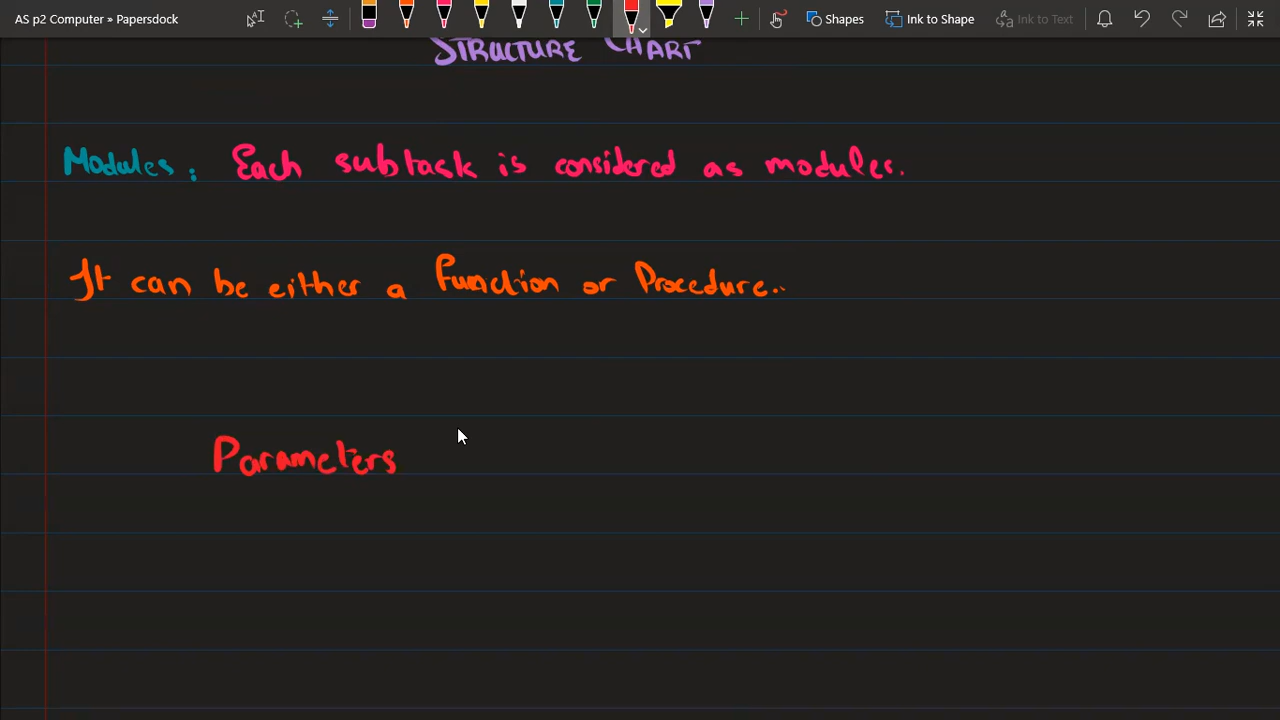 AS p2 Computer » Papersdock
Shapes
Ink to Shape
Ink to Text
STRUCTURE CHART
Modules: Each subtask is considered as modules.
It can be either a Function or Procedure..
Parameters